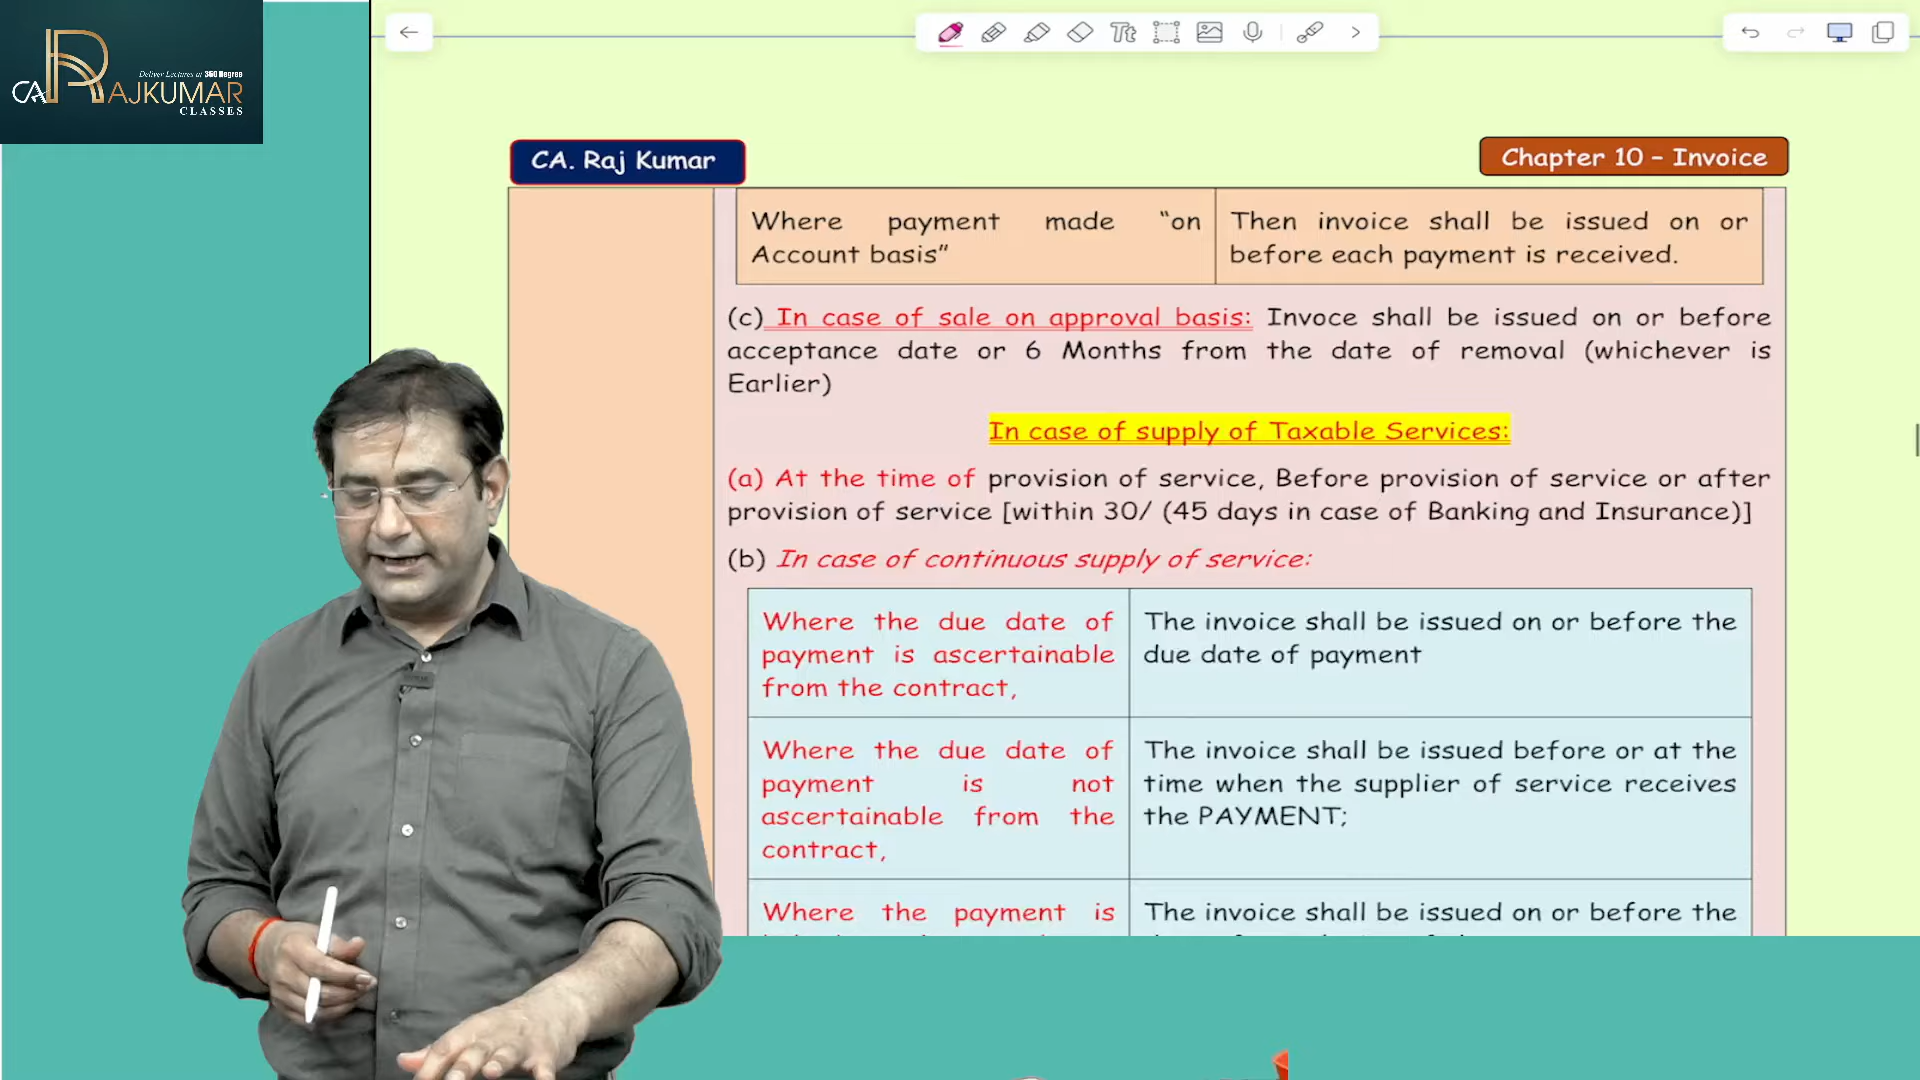 Deliver Lectures at 360 Degree
CA RAJKUMAR
CLASSES
Tt
CA. Raj Kumar
Chapter 10 – Invoice
Where payment made “on
Account basis”
Then invoice shall be issued on or
before each payment is received.
(c) In case of sale on approval basis: Invoce shall be issued on or before
acceptance date or 6 Months from the date of removal (whichever is
Earlier)
In case of supply of Taxable Services:
(a) At the time of provision of service, Before provision of service or after
provision of service [within 30/ (45 days in case of Banking and Insurance)]
(b) In case of continuous supply of service:
Where the due date of
payment is ascertainable
from the contract,
The invoice shall be issued on or before the
due date of payment
Where the due date of
payment is not
ascertainable from the
contract,
The invoice shall be issued before or at the
time when the supplier of service receives
the PAYMENT;
Where the payment is
The invoice shall be issued on or before the